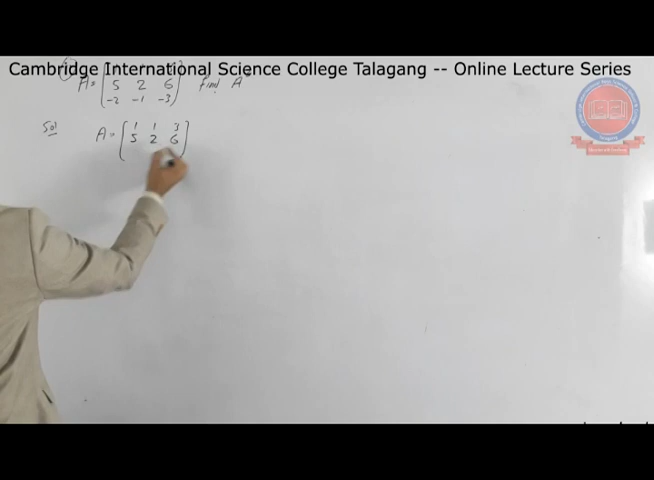 Cambridge International Science College Talagang -- Online Lecture Series
A= [ 5 2 6 ] Find A
-2 -1 -3
Sol A = [ 1 1 3
5 2 6 ]